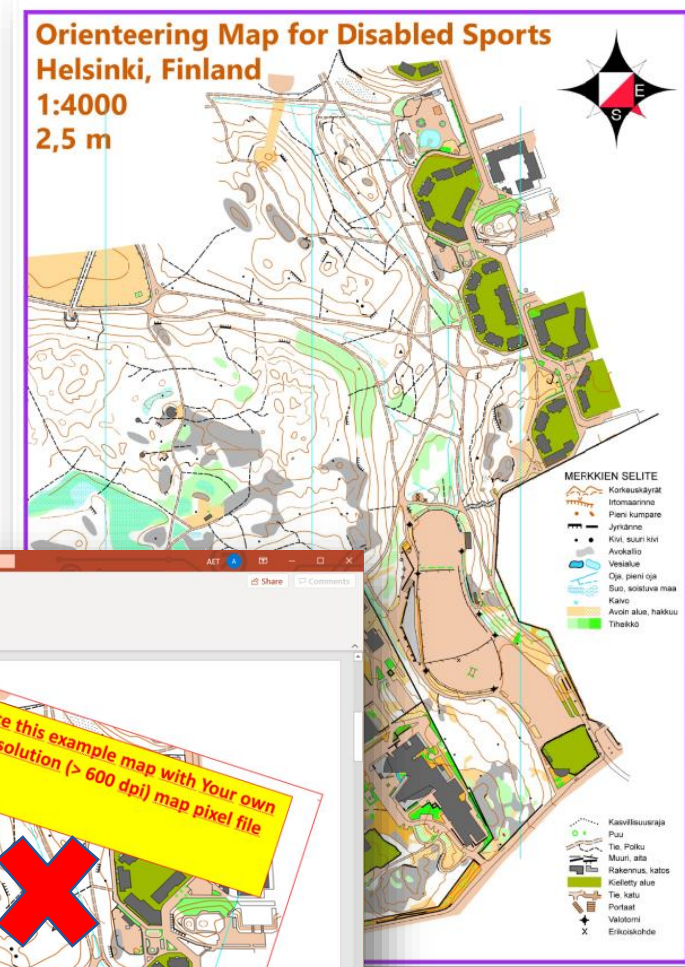 Orienteering Map for Disabled Sports
Helsinki, Finland
1:4000
2,5 m
E
S
MERKKIEN SELITE
Korkeuskäyrät
Irtomaarinne
Pieni kumpare
Jyrkänne
Kivi, suuri kivi
Avokallio
Vesialue
Oja, pieni oja
Suo, soistuva maa
Kaivo
Avoin alue, hakkuu
Tiheikkö
AET
A
Share
Comments
this example map with Your own
(> 600 dpi) map pixel file
Kasvillisuusraja
Puu
Tie, Polku
Muuri, aita
Rakennus, katos
Kielletty alue
Tie, katu
Portaat
Valotorni
X Erikoiskohde